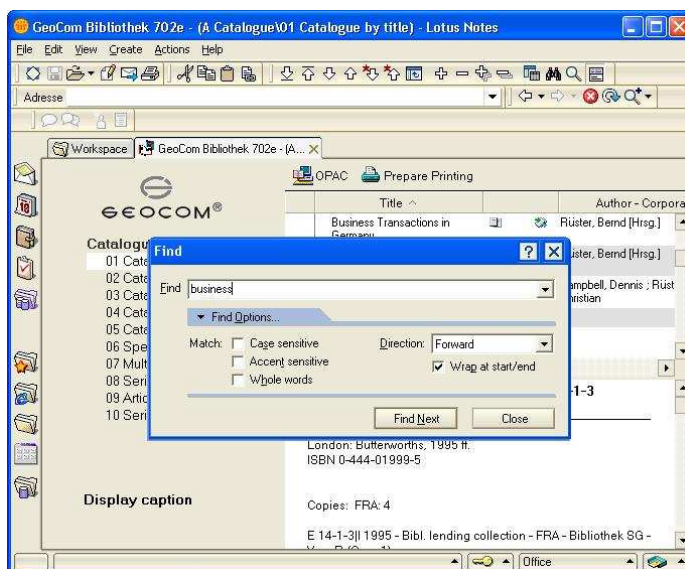 GeoCom Bibliothek 702e - (A Catalogue\01 Catalogue by title) - Lotus Notes
File Edit View Create Actions Help
Adresse
Workspace GeoCom Bibliothek 702e - (A...
OPAC Prepare Printing
GEOCOM®
Title Author - Corpora
Business Transactions in Rüster, Bernd [Hrsg.]
Germany
Catalogu
01 Cata
02 Cata
03 Cata
04 Cata
05 Cata
06 Spe
07 Mult
08 Seri
09 Artic
10 Seri
Find
Find business
Find Options...
Match: Case sensitive
Accent sensitive
Whole words
Direction: Forward
Wrap at start/end
Find Next Close
üster, Bernd [Hrsg.]
ampbell, Dennis ; Rüst
hristian
-1-3
London: Butterworths, 1995 ff.
ISBN 0-444-01999-5
Display caption
Copies: FRA: 4
E 14-1-3|I 1995 - Bibl. lending collection - FRA - Bibliothek SG -
Office